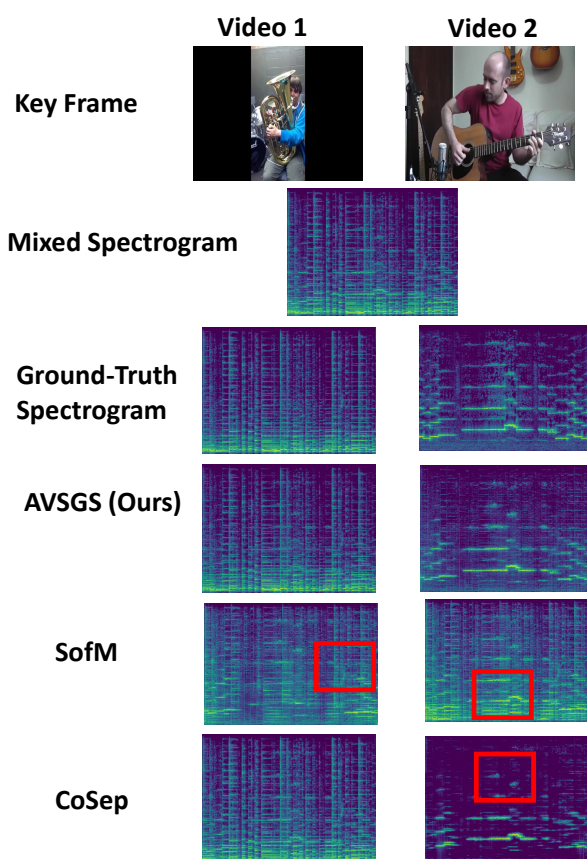 Video 1
Video 2
Key Frame
Mixed Spectrogram
Ground-Truth
Spectrogram
AVSGS (Ours)
SofM
CoSep